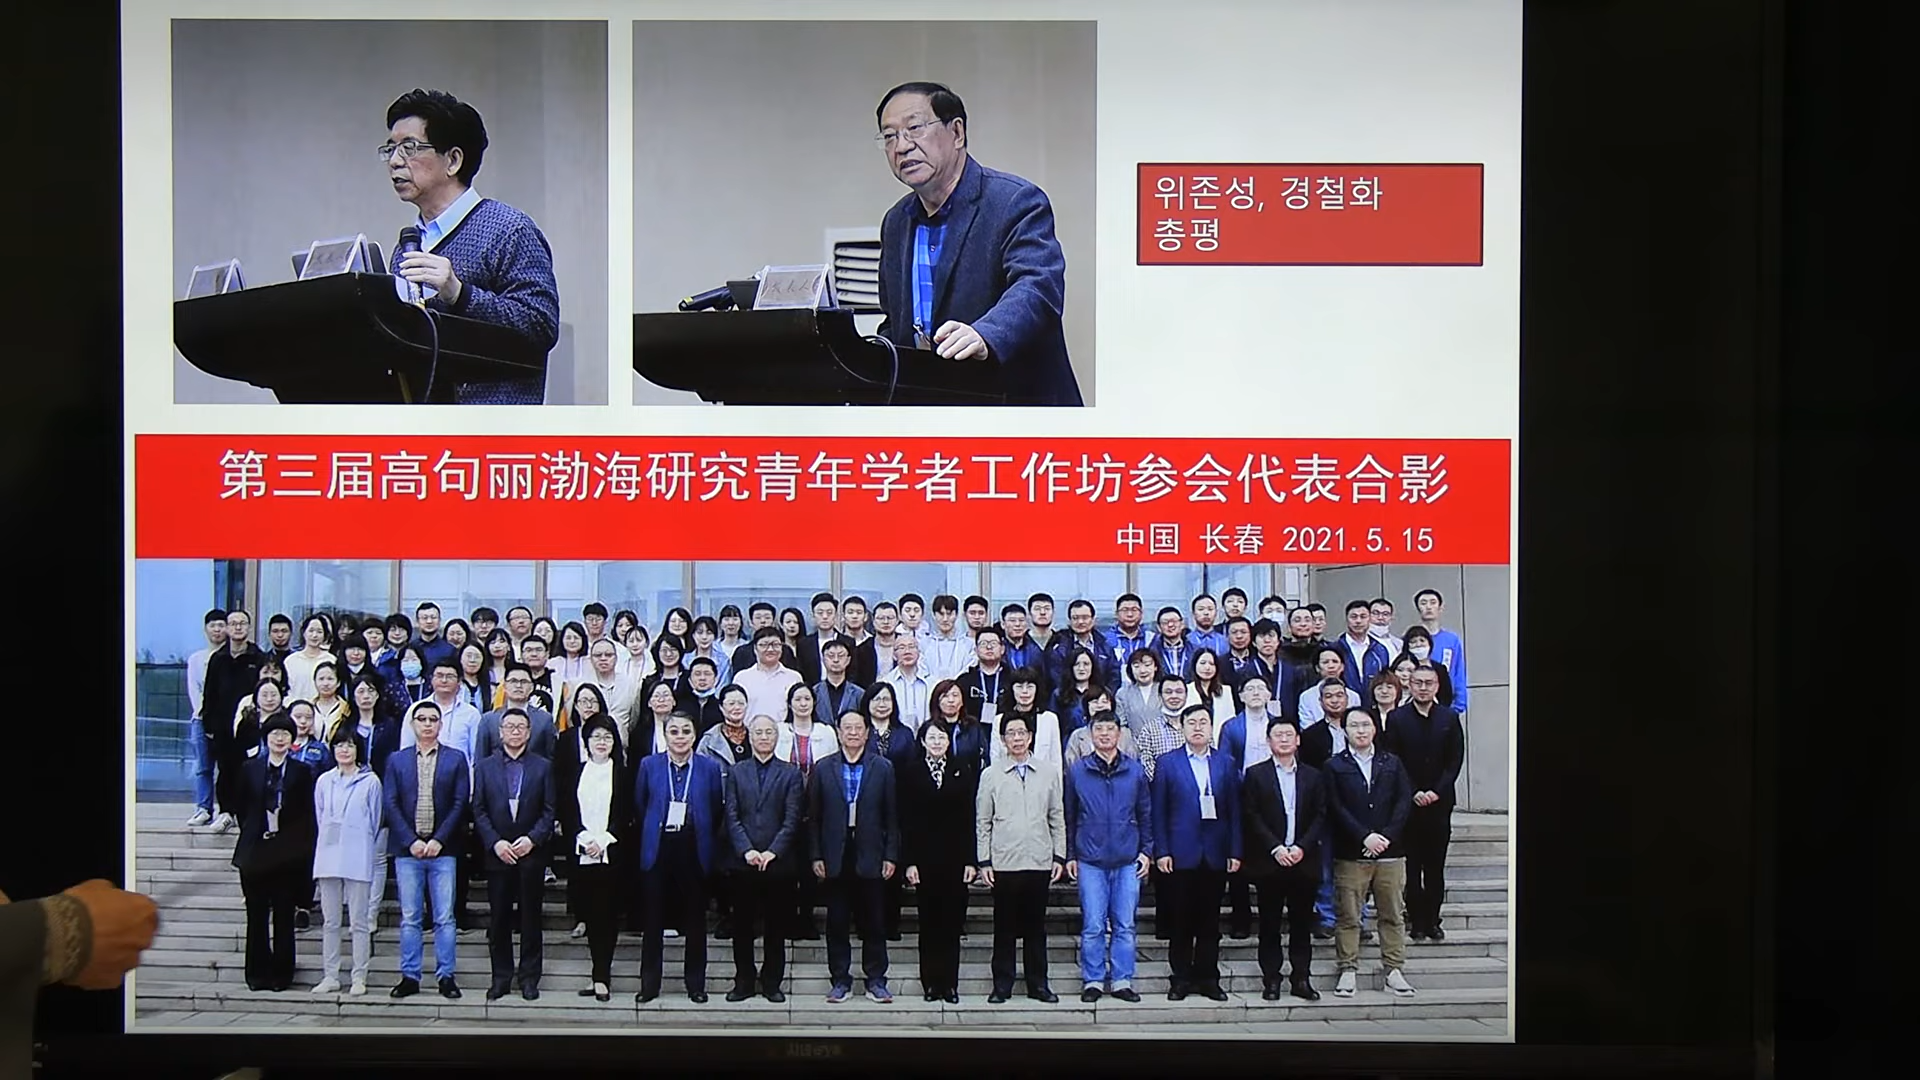 위존성, 경철화
총평
第三届高句丽渤海研究青年学者工作坊参会代表合影
中国 长春 2021.5.15